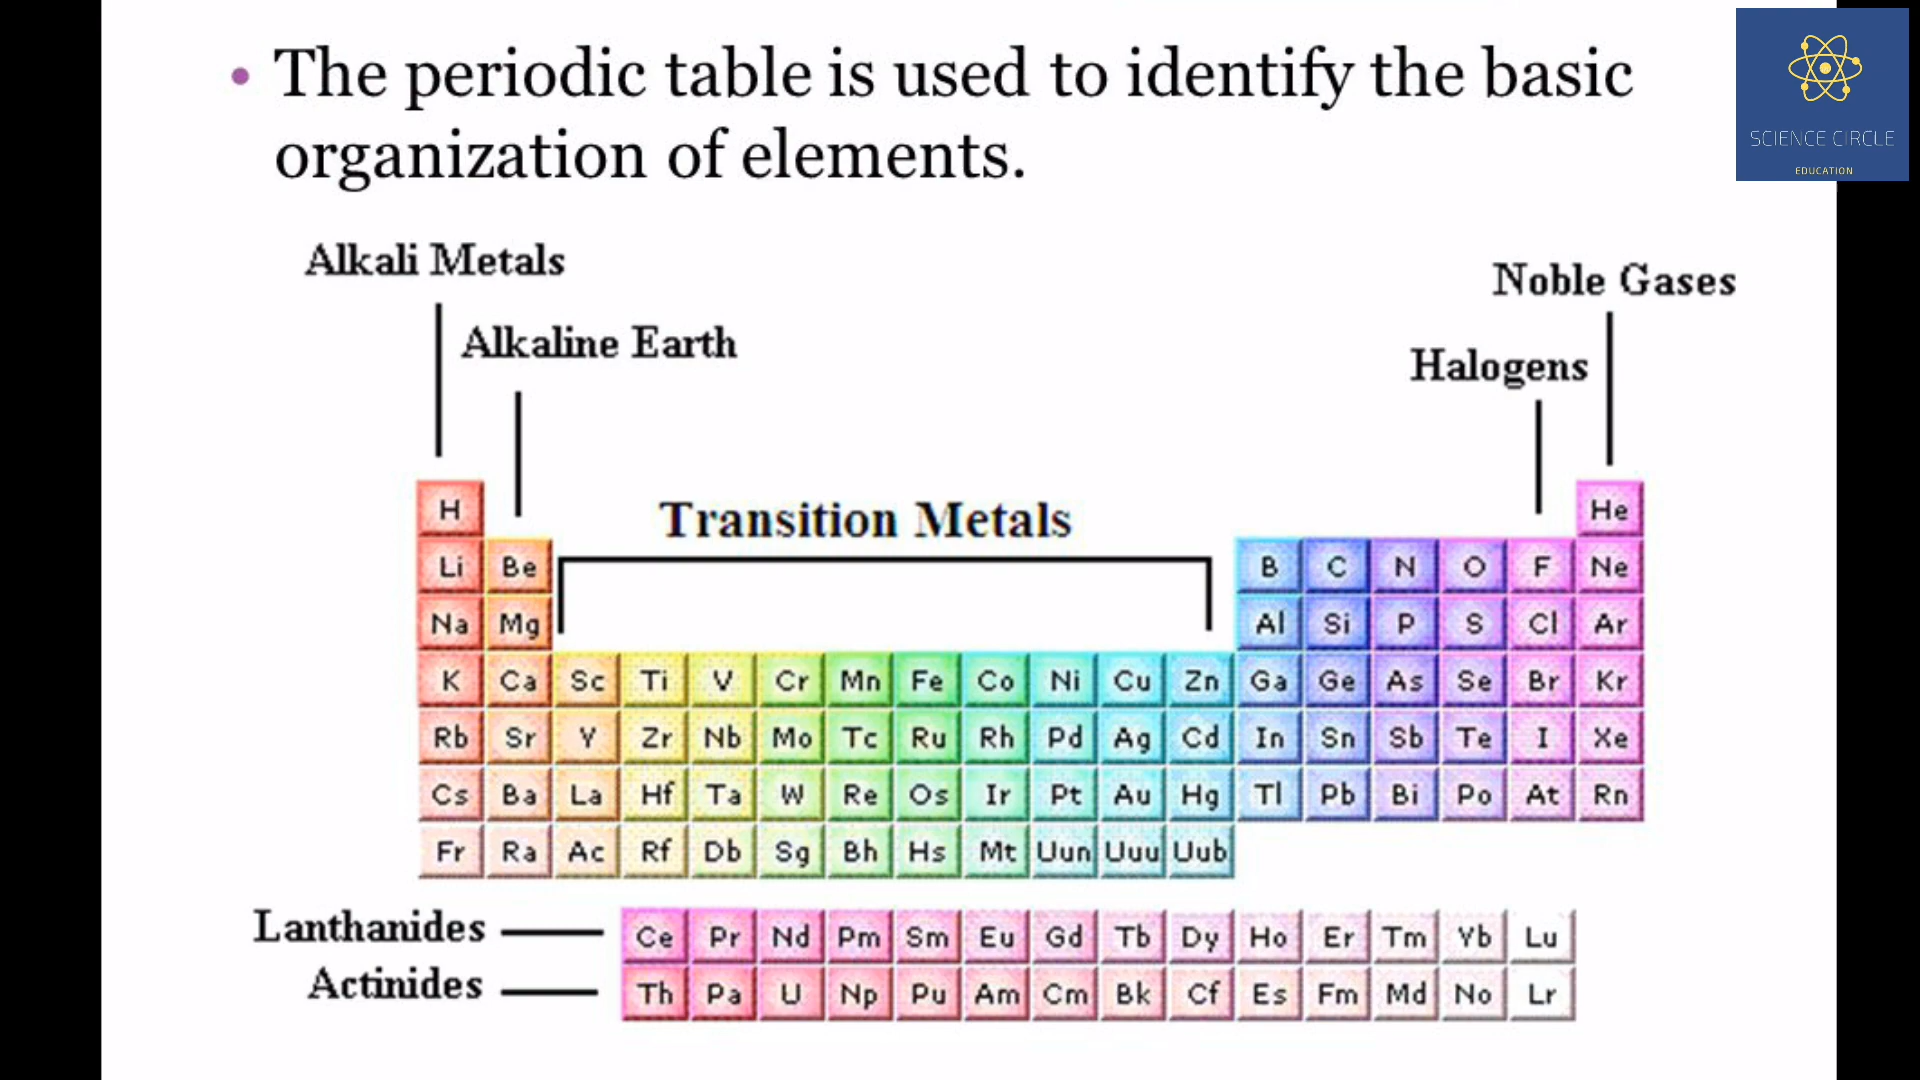 • The periodic table is used to identify the basic
organization of elements.
SCIENCE CIRCLE
EDUCATION
Alkali Metals
Noble Gases
Alkaline Earth
Halogens
Transition Metals
H He
Li Be B C N O F Ne
Na Mg Al Si P S Cl Ar
K Ca Sc Ti V Cr Mn Fe Co Ni Cu Zn Ga Ge As Se Br Kr
Rb Sr Y Zr Nb Mo Tc Ru Rh Pd Ag Cd In Sn Sb Te I Xe
Cs Ba La Hf Ta W Re Os Ir Pt Au Hg Tl Pb Bi Po At Rn
Fr Ra Ac Rf Db Sg Bh Hs Mt Uun Uuu Uub
Lanthanides Ce Pr Nd Pm Sm Eu Gd Tb Dy Ho Er Tm Yb Lu
Actinides Th Pa U Np Pu Am Cm Bk Cf Es Fm Md No Lr